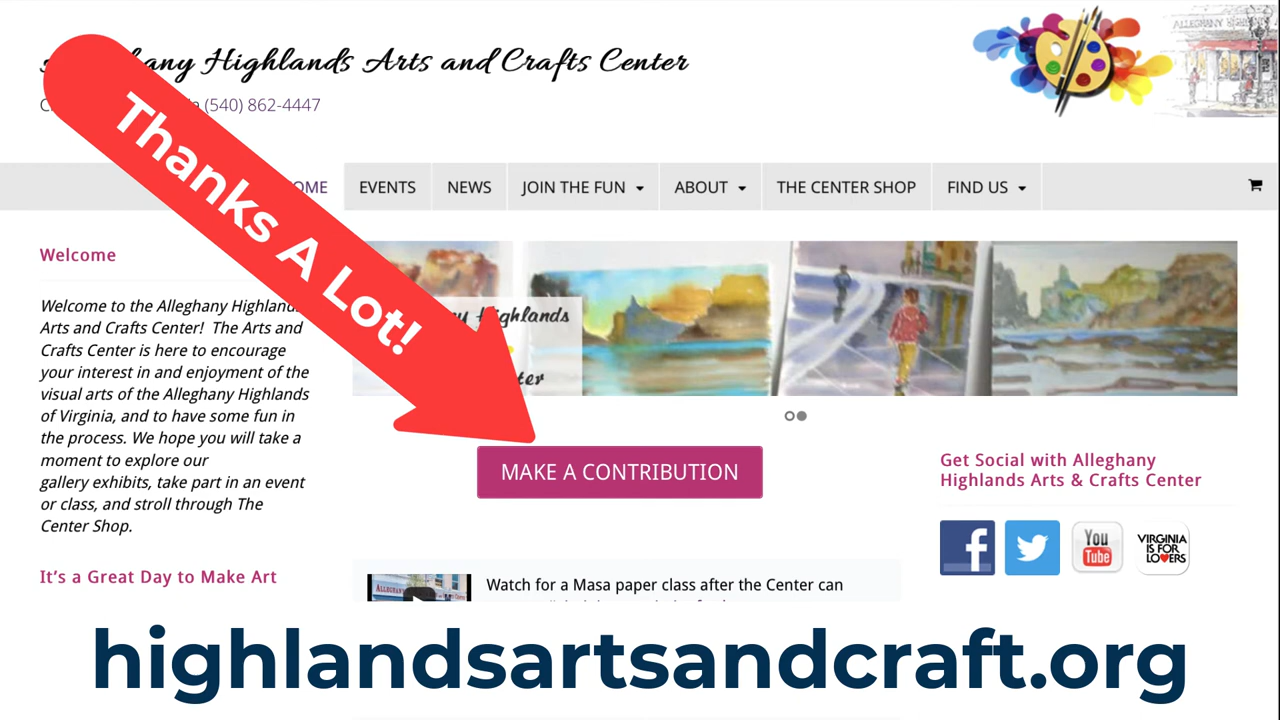 Highlands Arts and Crafts Center
(540) 862-4447
Thanks A Lot!
EVENTS
NEWS
JOIN THE FUN
ABOUT
THE CENTER SHOP
FIND US
Welcome
Welcome to the Alleghany Highlands
Arts and Crafts Center! The Arts and
Crafts Center is here to encourage
your interest in and enjoyment of the
visual arts of the Alleghany Highlands
of Virginia, and to have some fun in
the process. We hope you will take a
moment to explore our
gallery exhibits, take part in an event
or class, and stroll through The
Center Shop.
It's a Great Day to Make Art
Highlands
MAKE A CONTRIBUTION
Watch for a Masa paper class after the Center can
Get Social with Alleghany
Highlands Arts & Crafts Center
f
You
Tube
VIRGINIA
IS FOR
LOVERS
highlandsartsandcraft.org